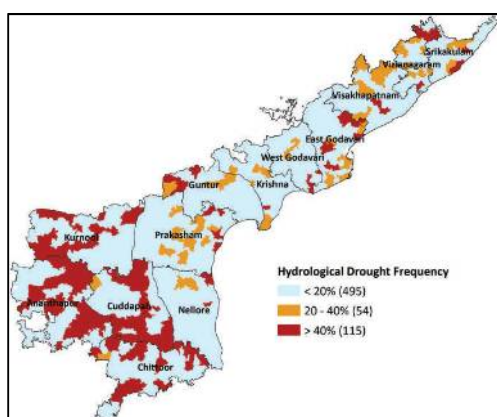 Srikakulam
Vizianagaram
Visakhapatnam
East Godavari
West Godavari
Krishna
Guntur
Prakasham
Kurnool
Hydrological Drought Frequency
< 20% (495)
20 - 40% (54)
> 40% (115)
Anantapur
Cuddapah
Nellore
Chittoor